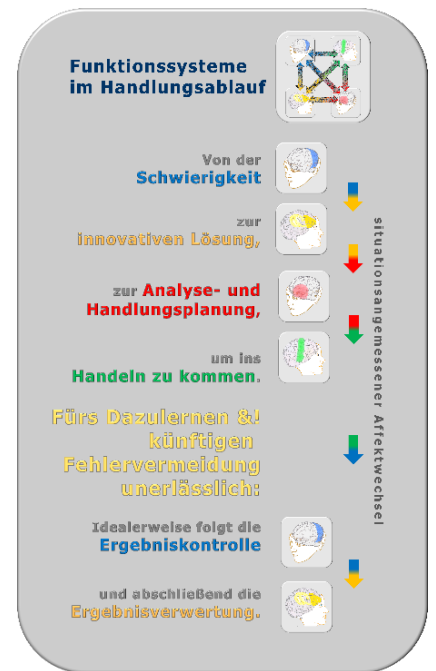 Funktionssysteme
im Handlungsablauf
Von der
Schwierigkeit
zur
innovativen Lösung,
zur Analyse- und
Handlungsplanung,
um ins
Handeln zu kommen.
Fürs Dazulernen &!
künftigen
Fehlervermeidung
unerlässlich:
Idealerweise folgt die
Ergebniskontrolle
und abschließend die
Ergebnisverwertung.
situationsangemessener Affektwechsel